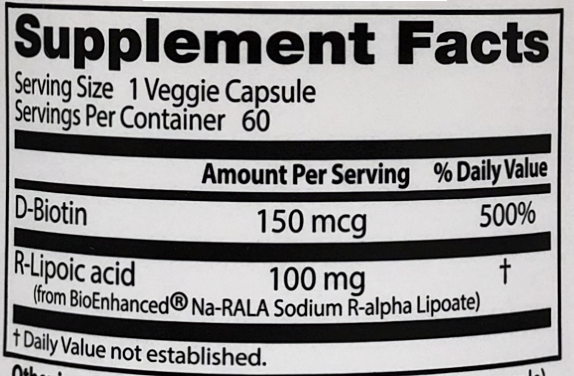 Supplement Facts
Serving Size 1 Veggie Capsule
Servings Per Container 60
Amount Per Serving % Daily Value
D-Biotin 150 mcg 500%
R-Lipoic acid 100 mg †
(from BioEnhanced® Na-RALA Sodium R-alpha Lipoate)
† Daily Value not established.